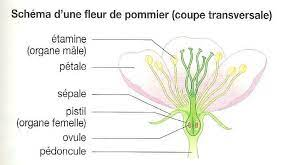 Schéma d'une fleur de pommier (coupe transversale)
étamine
(organe mâle)
pétale
sépale
pistil
(organe femelle)
ovule
pédoncule